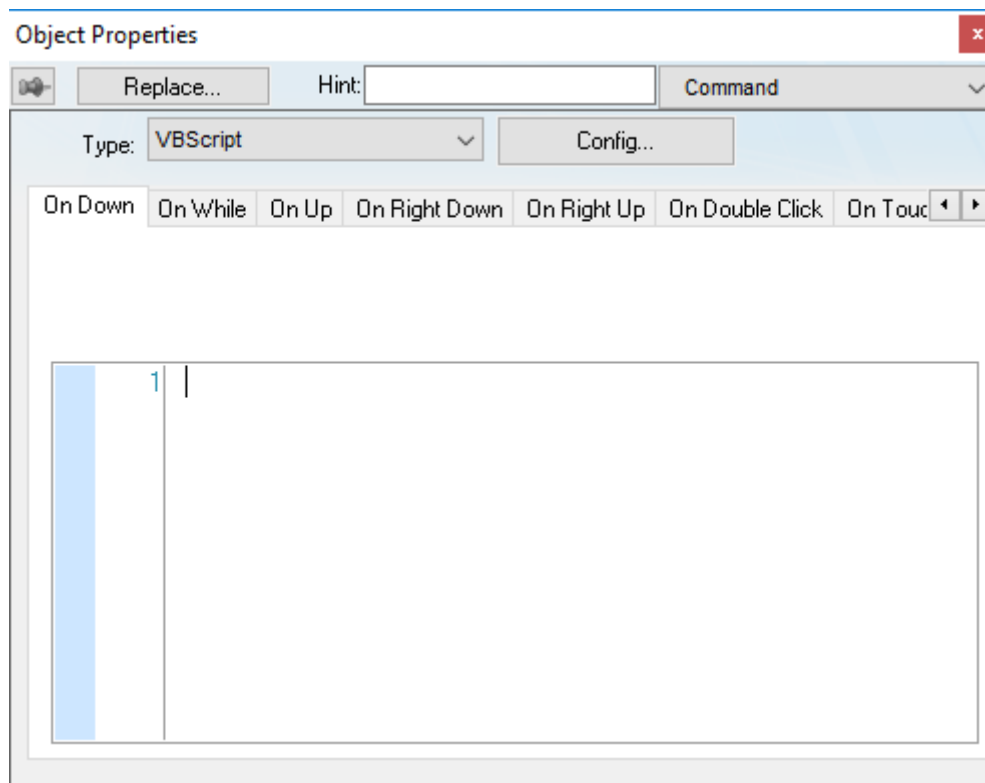 Object Properties
x
Replace... Hint: Command
Type: VBScript Config...
On Down On While On Up On Right Down On Right Up On Double Click On Touc
1